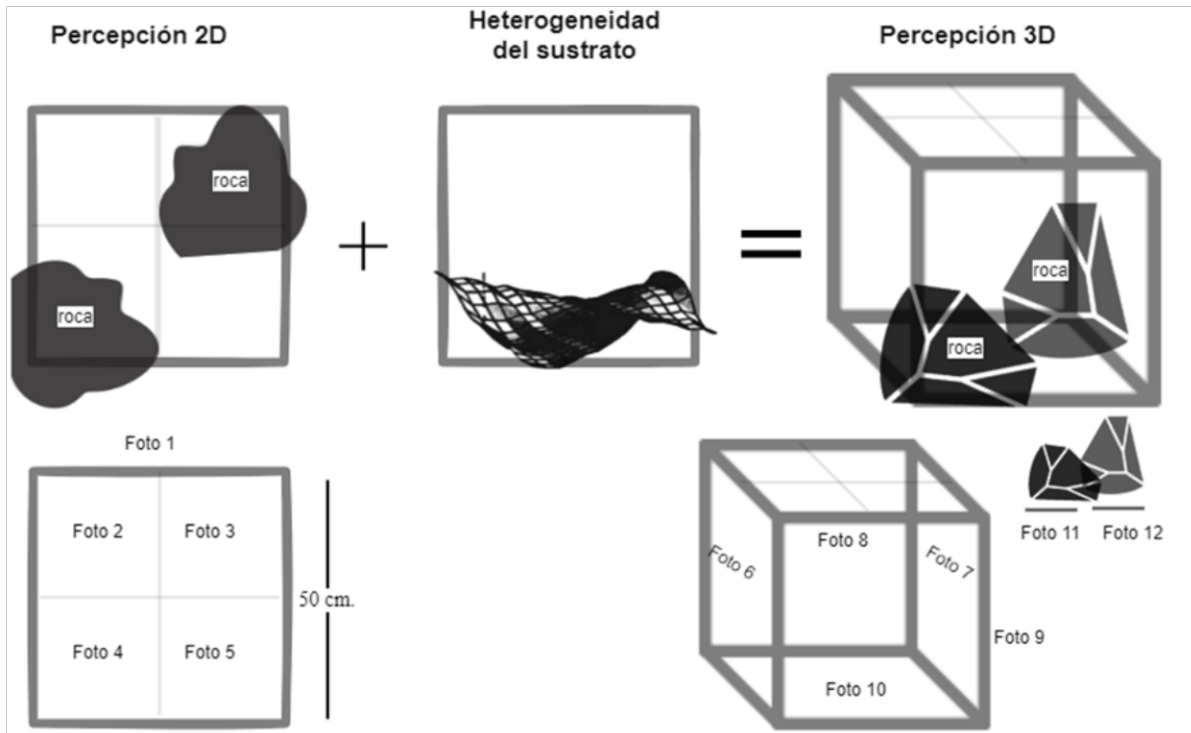 Percepción 2D
Heterogeneidad
del sustrato
Percepción 3D
roca
roca
roca
roca
Foto 1
Foto 2
Foto 3
Foto 4
Foto 5
50 cm.
Foto 6
Foto 8
Foto 7
Foto 9
Foto 10
Foto 11
Foto 12